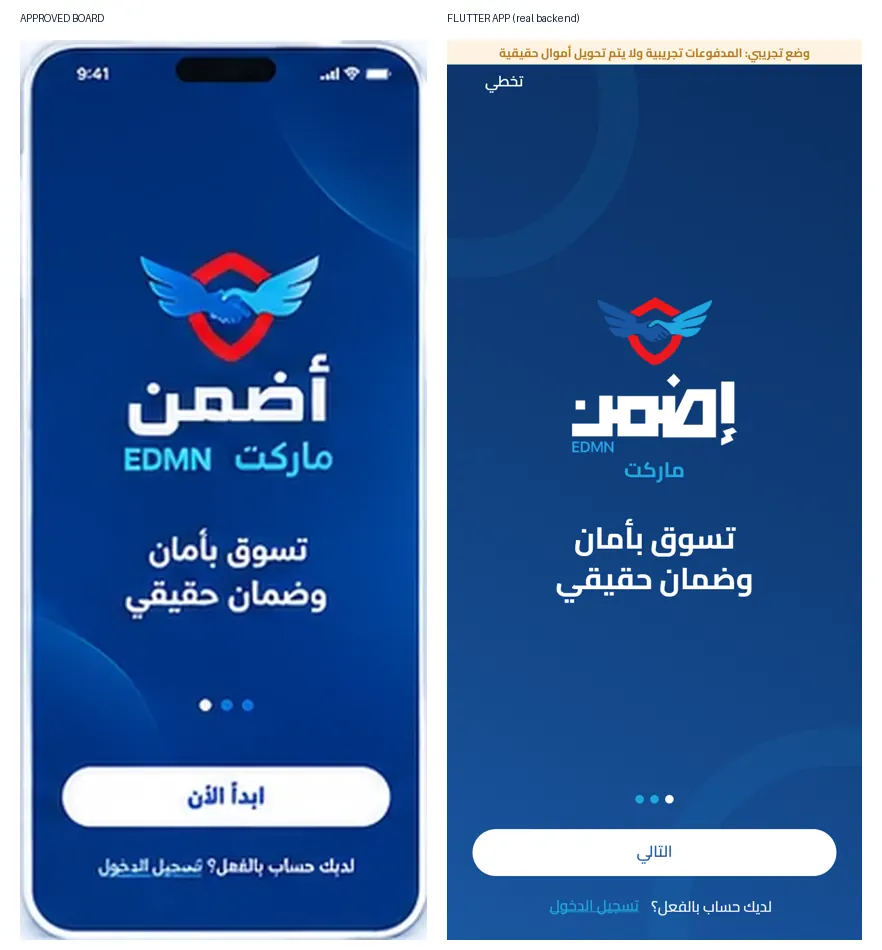 APPROVED BOARD
9:41
أضمن
EDMN ماركت
تسوق بأمان
وضمان حقيقي
ابدأ الأن
لديك حساب بالفعل؟ تسجيل الدخول
FLUTTER APP (real backend)
وضع تجريبي: المدفوعات تجريبية ولا يتم تحويل أموال حقيقية
تخطي
إضمن
EDMN
ماركت
تسوق بأمان
وضمان حقيقي
التالي
لديك حساب بالفعل؟ تسجيل الدخول